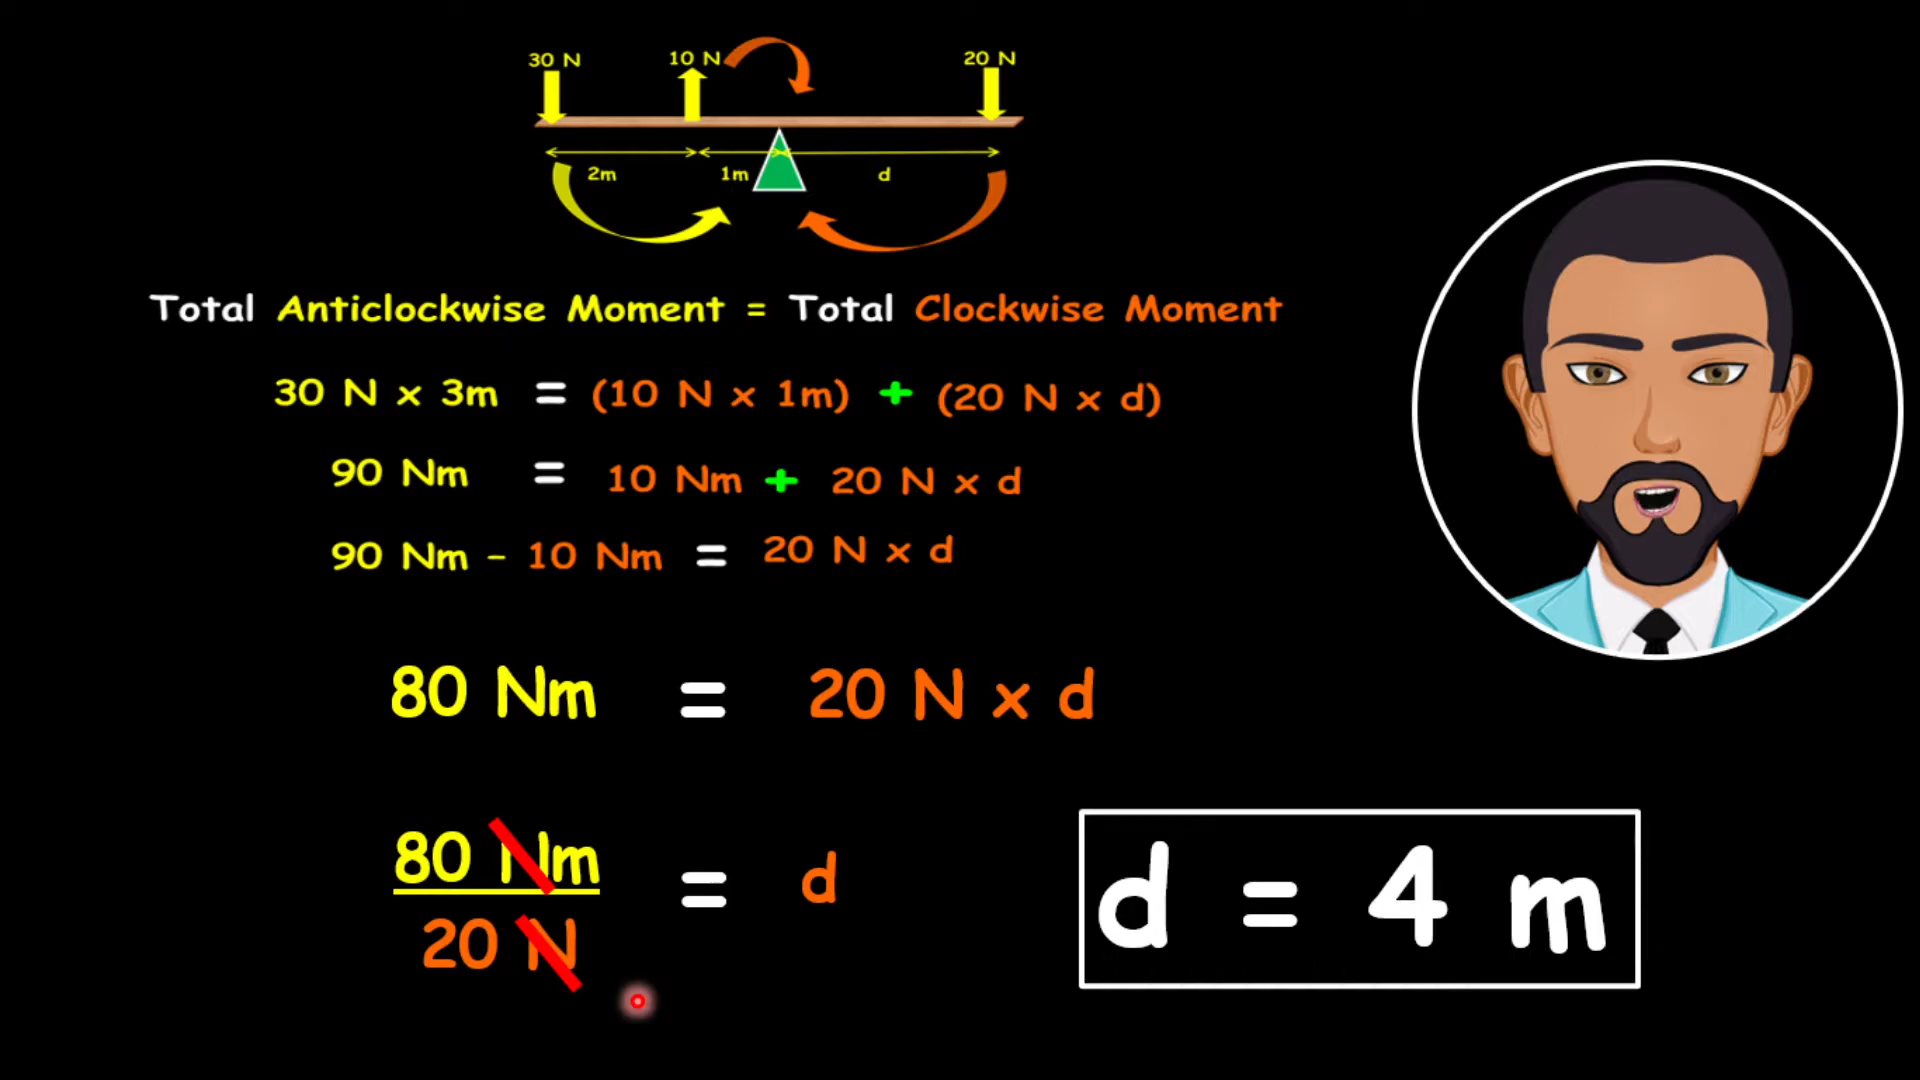 30 N 10 N 20 N
2m 1m d
Total Anticlockwise Moment = Total Clockwise Moment
30 N x 3m = (10 N x 1m) + (20 N x d)
90 Nm = 10 Nm + 20 N x d
90 Nm - 10 Nm = 20 N x d
80 Nm = 20 N x d
80 Nm = d
20 N
d = 4 m